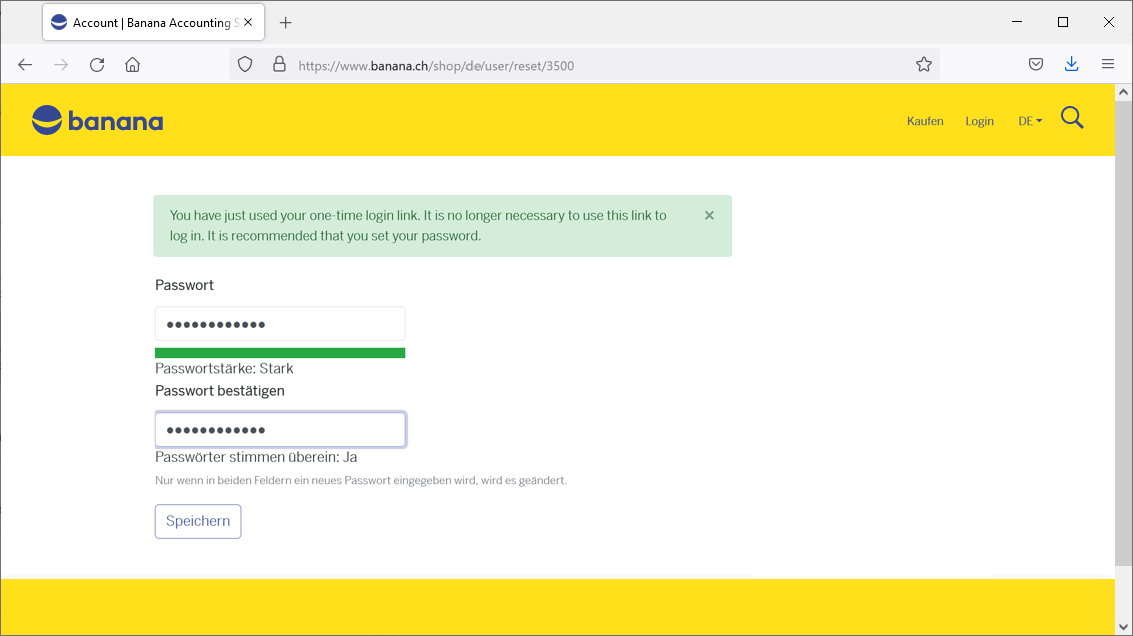 Account | Banana Accounting S
https://www.banana.ch/shop/de/user/reset/3500
banana
Kaufen
Login
DE
You have just used your one-time login link. It is no longer necessary to use this link to
log in. It is recommended that you set your password.
Passwort
Passwortstärke: Stark
Passwort bestätigen
Passwörter stimmen überein: Ja
Nur wenn in beiden Feldern ein neues Passwort eingegeben wird, wird es geändert.
Speichern